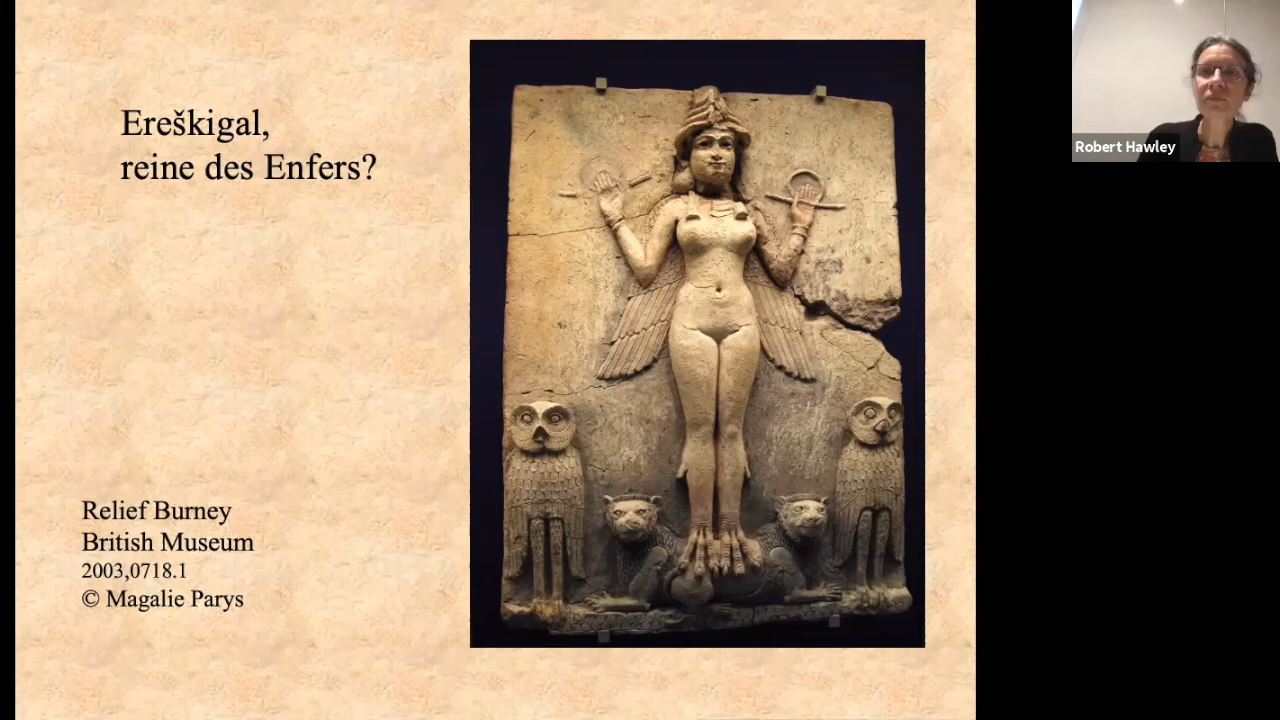 Ereškigal,
reine des Enfers?
Relief Burney
British Museum
2003,0718.1
© Magalie Parys
Robert Hawley